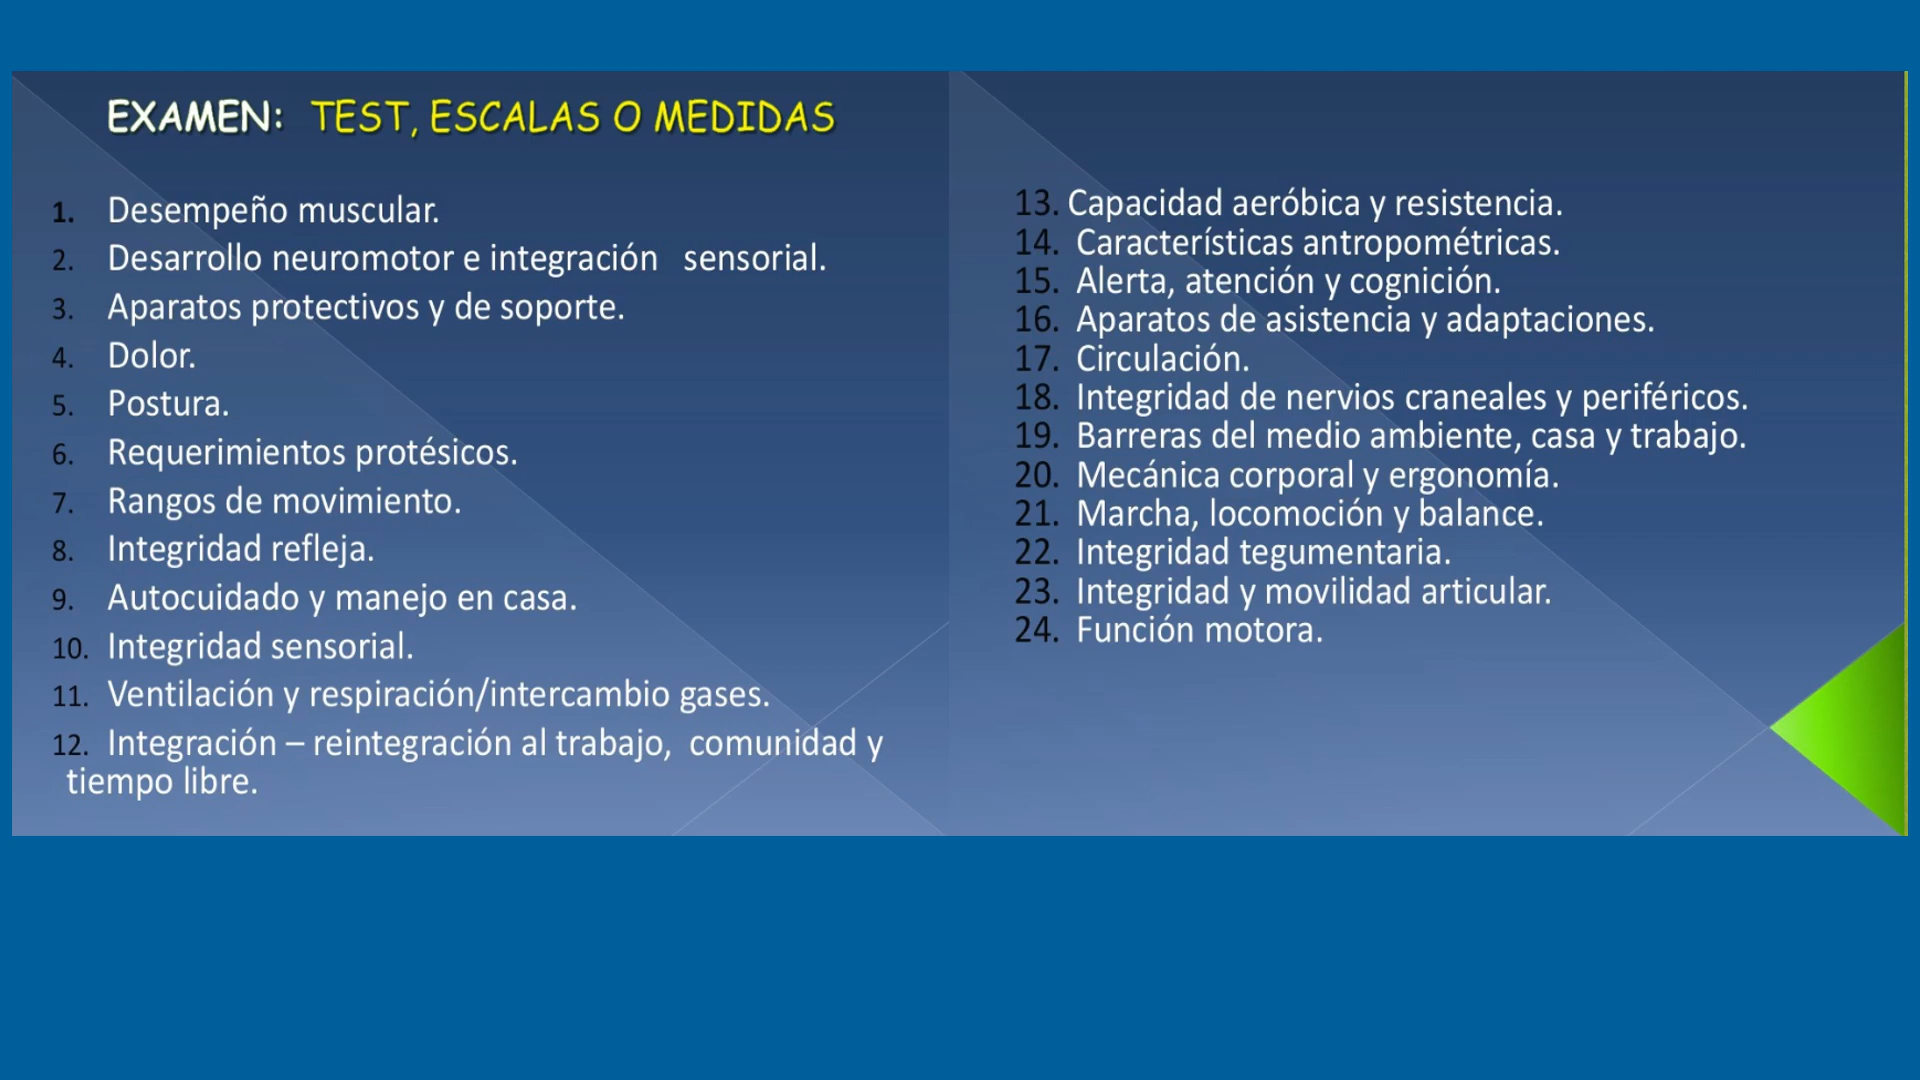 EXAMEN: TEST, ESCALAS O MEDIDAS
1. Desempeño muscular.
2. Desarrollo neuromotor e integración sensorial.
3. Aparatos protectivos y de soporte.
4. Dolor.
5. Postura.
6. Requerimientos protésicos.
7. Rangos de movimiento.
8. Integridad refleja.
9. Autocuidado y manejo en casa.
10. Integridad sensorial.
11. Ventilación y respiración/intercambio gases.
12. Integración – reintegración al trabajo, comunidad y
tiempo libre.
13. Capacidad aeróbica y resistencia.
14. Características antropométricas.
15. Alerta, atención y cognición.
16. Aparatos de asistencia y adaptaciones.
17. Circulación.
18. Integridad de nervios craneales y periféricos.
19. Barreras del medio ambiente, casa y trabajo.
20. Mecánica corporal y ergonomía.
21. Marcha, locomoción y balance.
22. Integridad tegumentaria.
23. Integridad y movilidad articular.
24. Función motora.